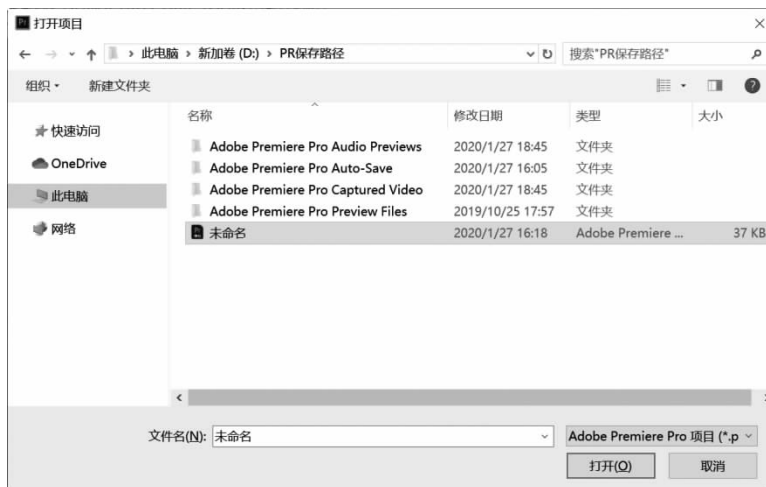 Pr 打开项目
此电脑 › 新加卷 (D:) › PR保存路径 搜索"PR保存路径"
组织 新建文件夹
名称 修改日期 类型 大小
快速访问
OneDrive
此电脑
网络
Adobe Premiere Pro Audio Previews 2020/1/27 18:45 文件夹
Adobe Premiere Pro Auto-Save 2020/1/27 16:05 文件夹
Adobe Premiere Pro Captured Video 2020/1/27 18:45 文件夹
Adobe Premiere Pro Preview Files 2019/10/25 17:57 文件夹
未命名 2020/1/27 16:18 Adobe Premiere ... 37 KB
文件名(N): 未命名 Adobe Premiere Pro 项目 (*.p
打开(O) 取消